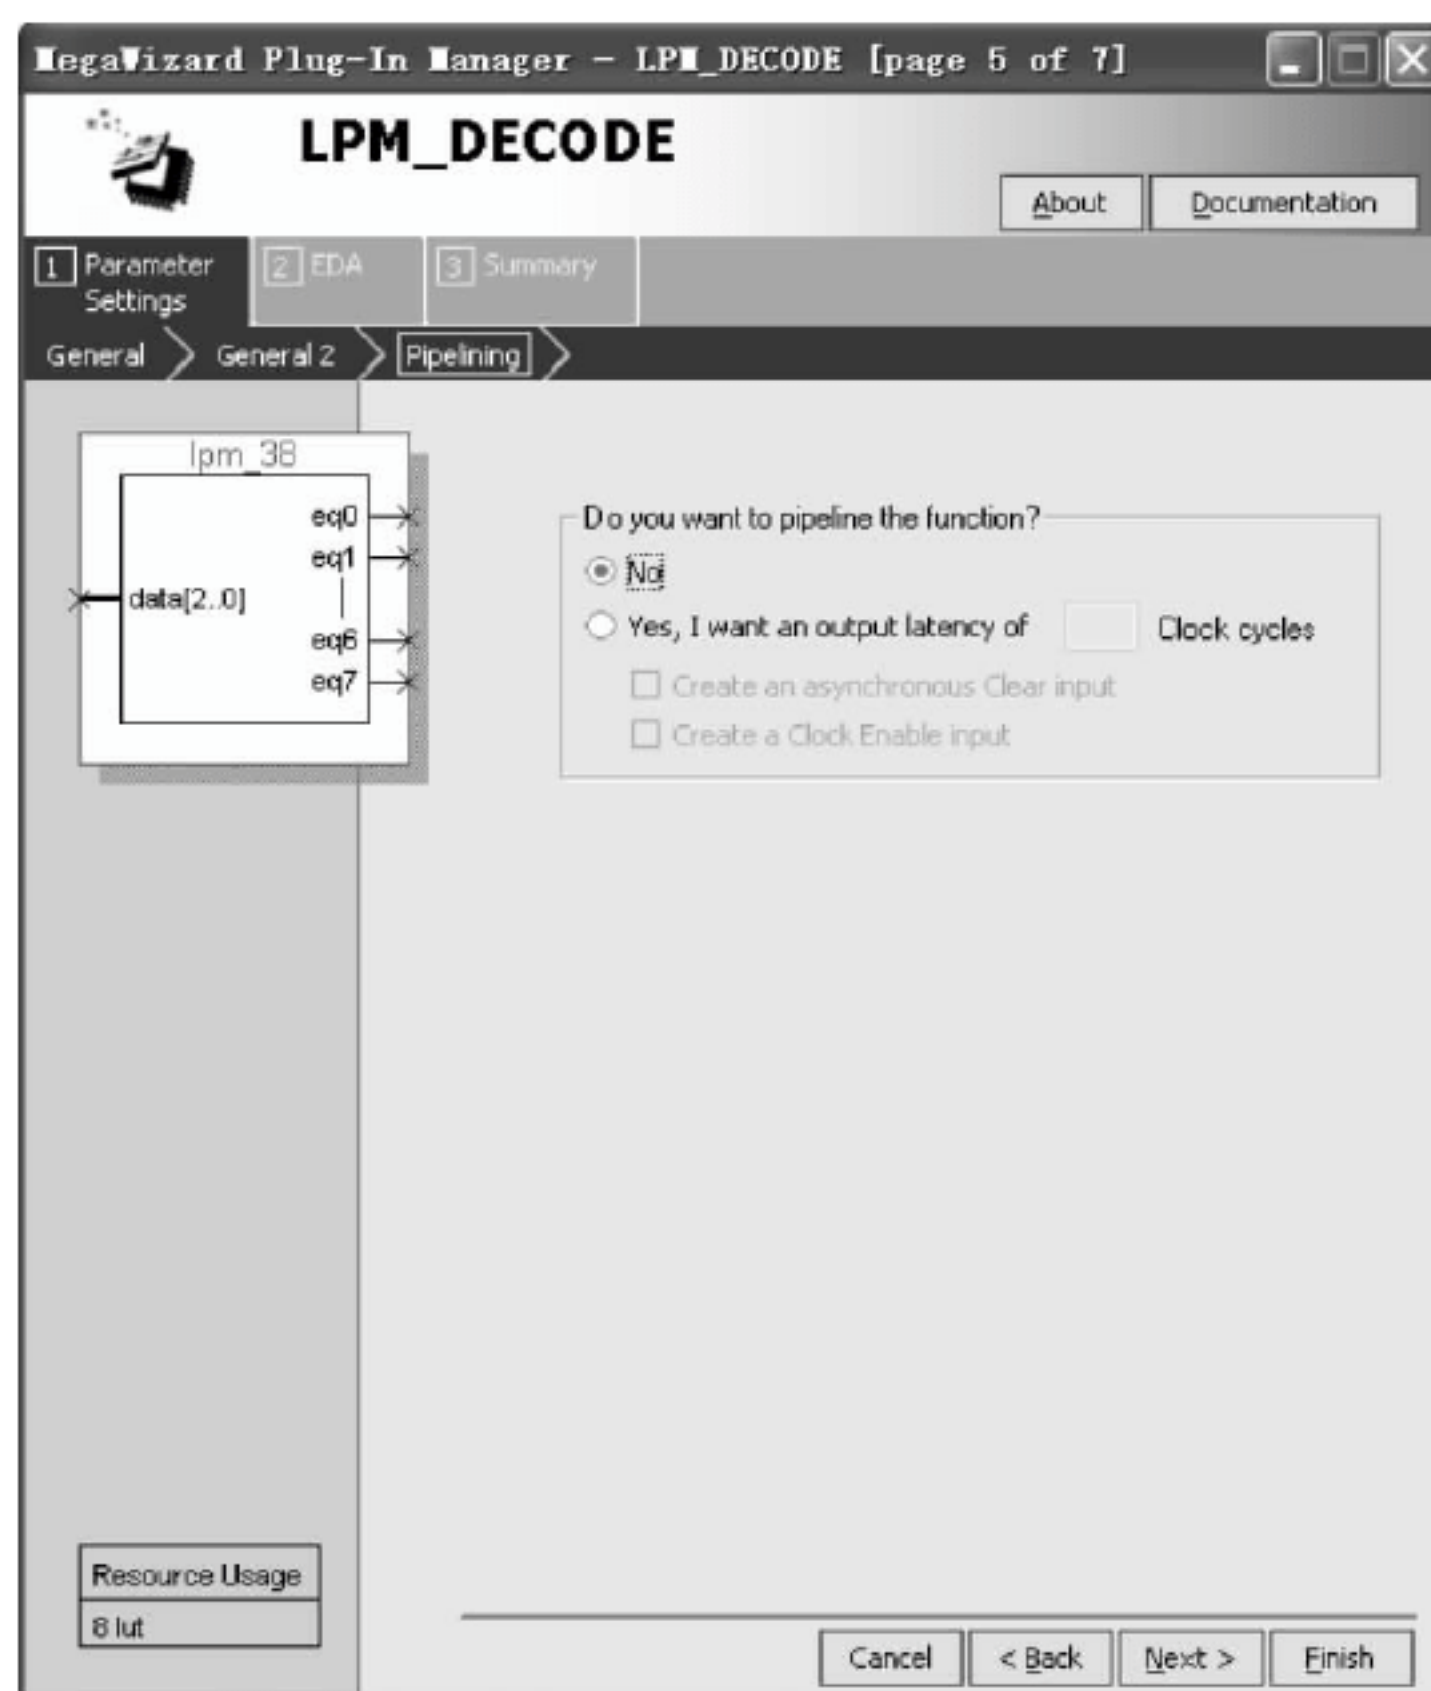 MegaWizard Plug-In Manager - LPM_DECODE [page 5 of 7]
LPM_DECODE
About
Documentation
1 Parameter Settings
2 EDA
3 Summary
General
General 2
Pipelining
lpm_38
eq0
eq1
data[2..0]
eq6
eq7
Do you want to pipeline the function?
No
Yes, I want an output latency of
Clock cycles
Create an asynchronous Clear input
Create a Clock Enable input
Resource Usage
8 lut
Cancel
< Back
Next >
Finish